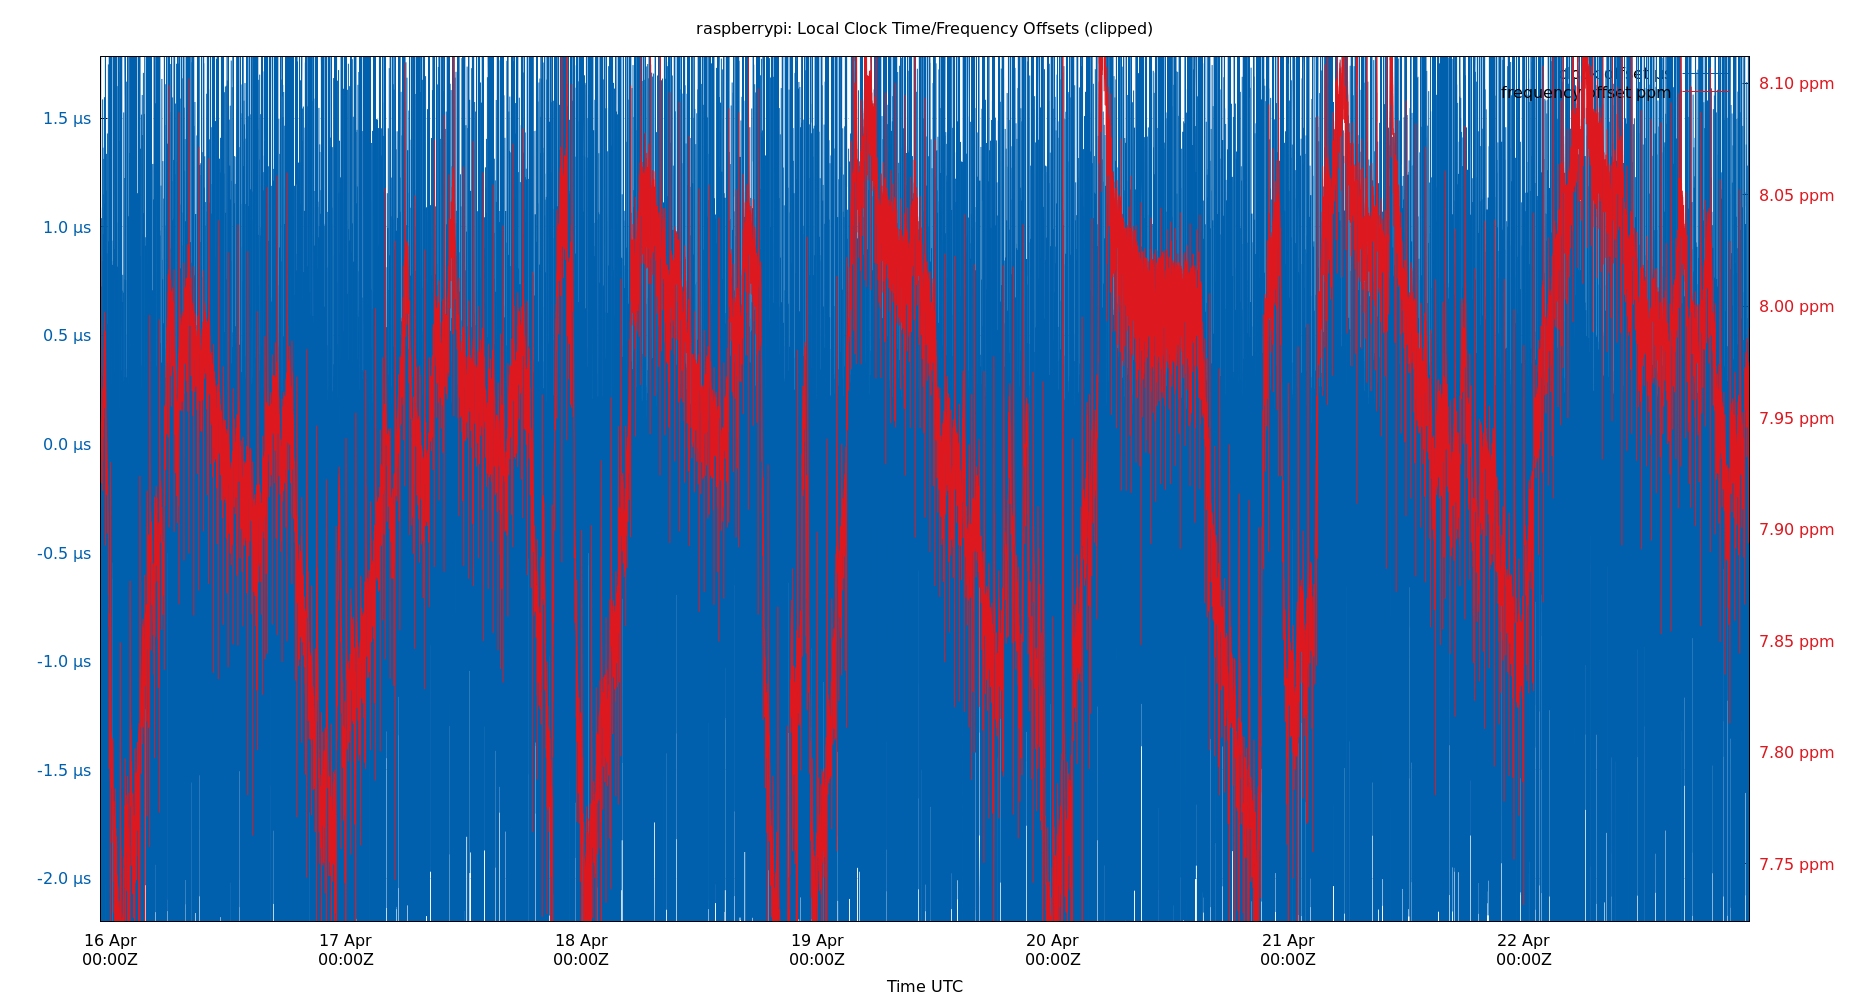 raspberrypi: Local Clock Time/Frequency Offsets (clipped)
clock offset µs
frequency offset ppm
1.5 µs
1.0 µs
0.5 µs
0.0 µs
-0.5 µs
-1.0 µs
-1.5 µs
-2.0 µs
8.10 ppm
8.05 ppm
8.00 ppm
7.95 ppm
7.90 ppm
7.85 ppm
7.80 ppm
7.75 ppm
16 Apr
00:00Z
17 Apr
00:00Z
18 Apr
00:00Z
19 Apr
00:00Z
20 Apr
00:00Z
21 Apr
00:00Z
22 Apr
00:00Z
Time UTC